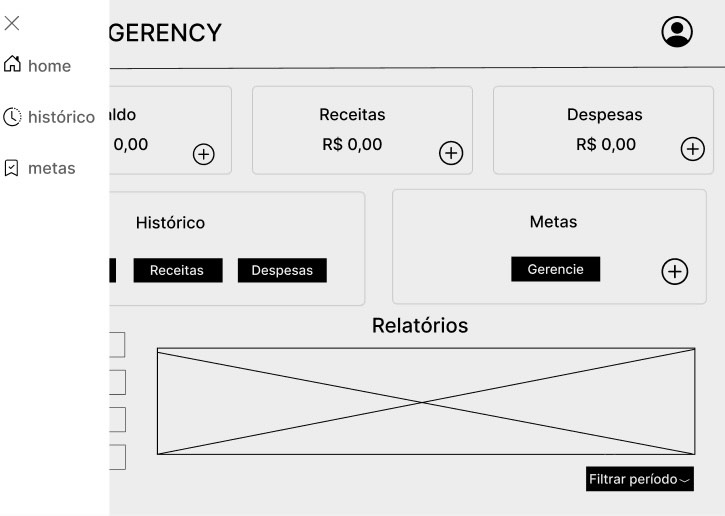 GERENCY
home
histórico
metas
ldo
0,00
Receitas
R$ 0,00
Despesas
R$ 0,00
Histórico
Receitas
Despesas
Metas
Gerencie
Relatórios
Filtrar período